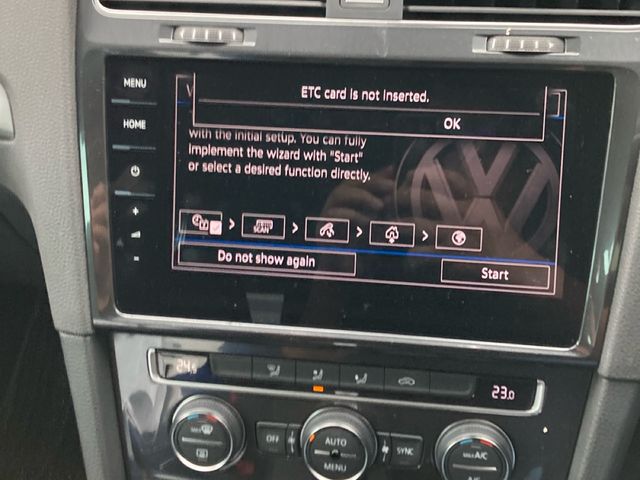 MENU
HOME
ETC card is not inserted.
OK
with the initial setup. You can fully
implement the wizard with "Start"
or select a desired function directly.
SCAN
Do not show again
Start
24.5
23.0
OFF
AUTO
MENU
SYNC
MAX A/C